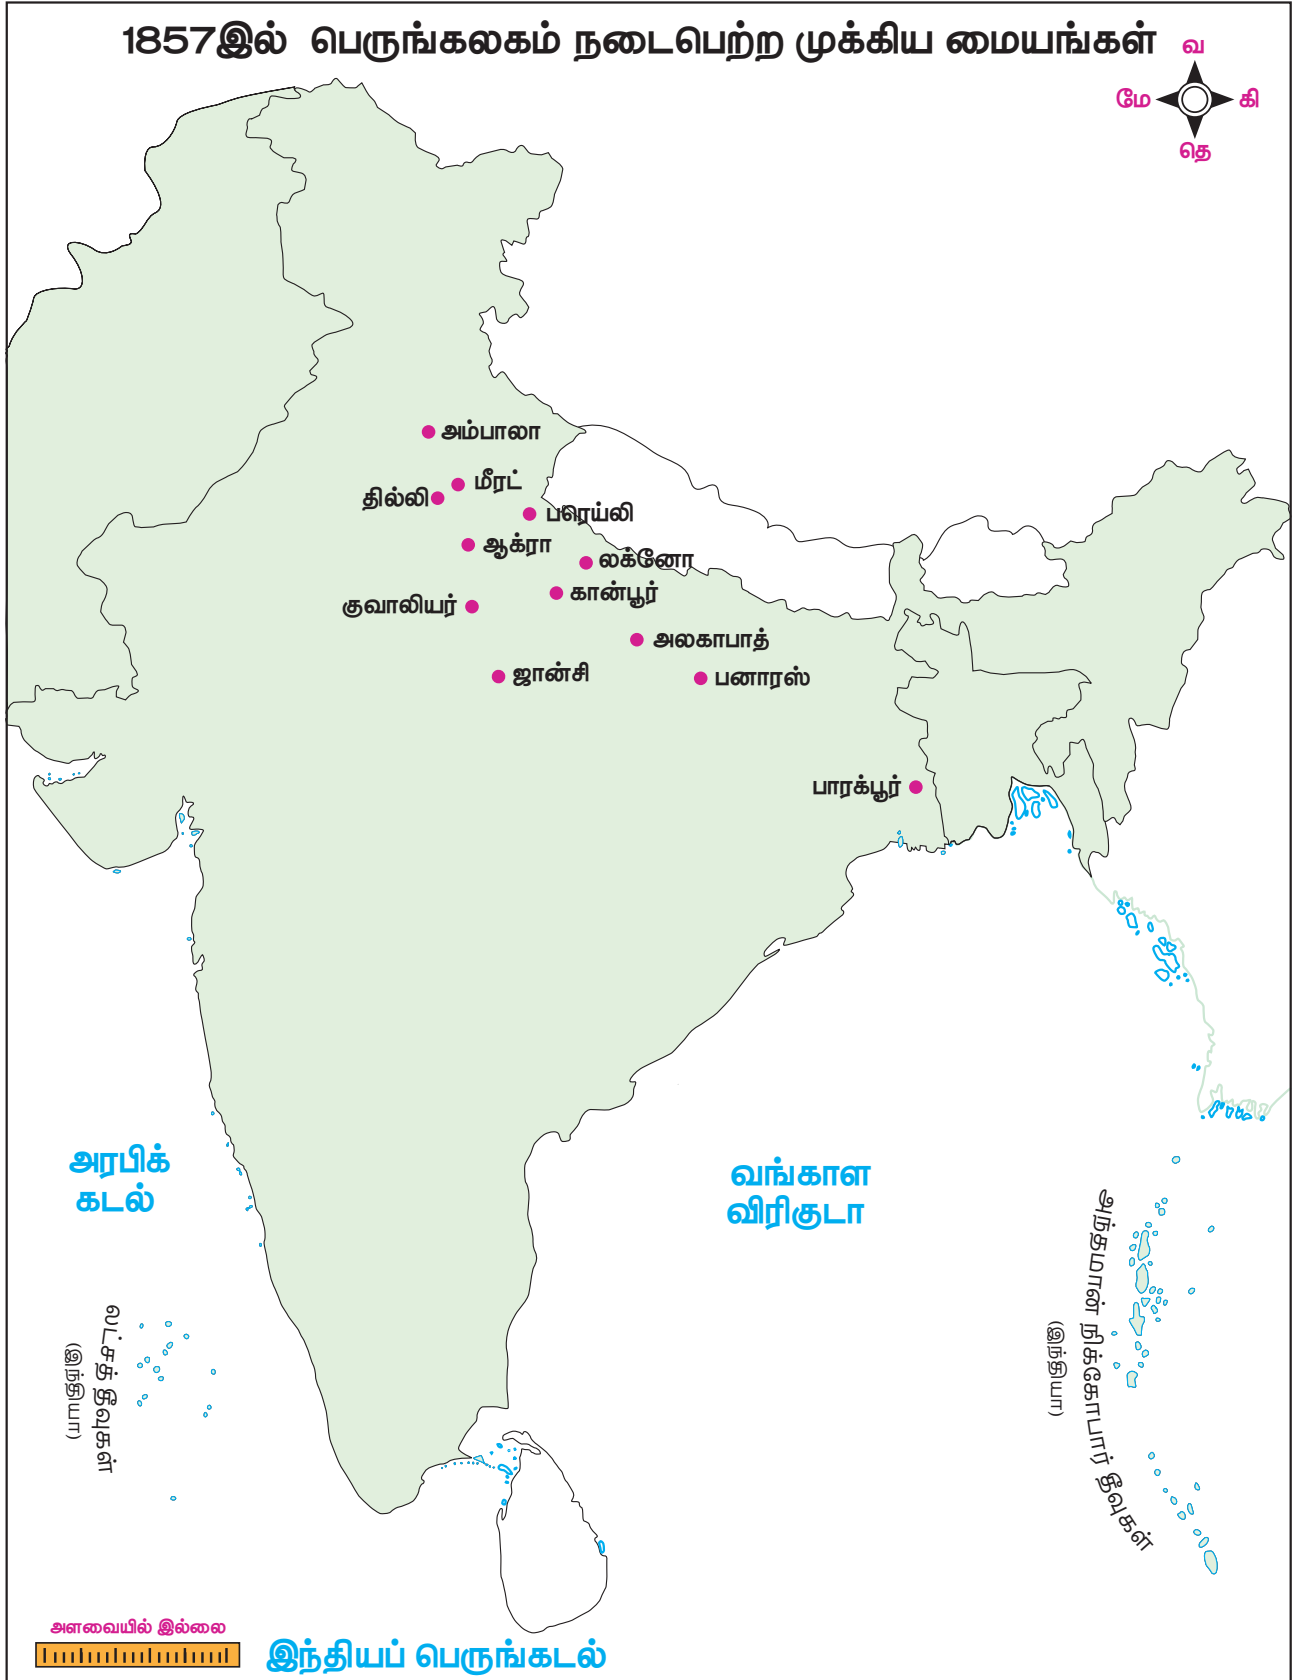 1857இல் பெருங்கலகம் நடைபெற்ற முக்கிய மையங்கள்
வ
மே
கி
தெ
அம்பாலா
மீரட்
தில்லி
பரெய்லி
ஆக்ரா
லக்னோ
கான்பூர்
குவாலியர்
அலகாபாத்
ஜான்சி
பனாரஸ்
பாரக்பூர்
அரபிக்
கடல்
வங்காள
விரிகுடா
அந்தமான் நிக்கோபார் தீவுகள்
(இந்தியா)
லட்சத் தீவுகள்
(இந்தியா)
அளவையில் இல்லை
இந்தியப் பெருங்கடல்